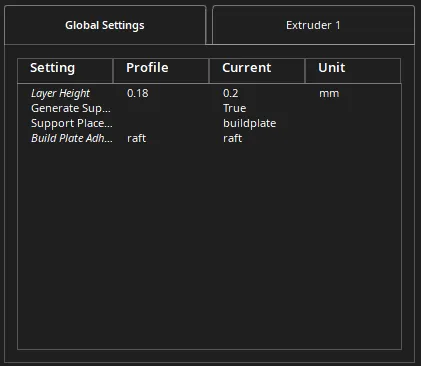 Global Settings Extruder 1
Setting Profile Current Unit
Layer Height 0.18 0.2 mm
Generate Sup... True
Support Place... buildplate
Build Plate Adh... raft raft